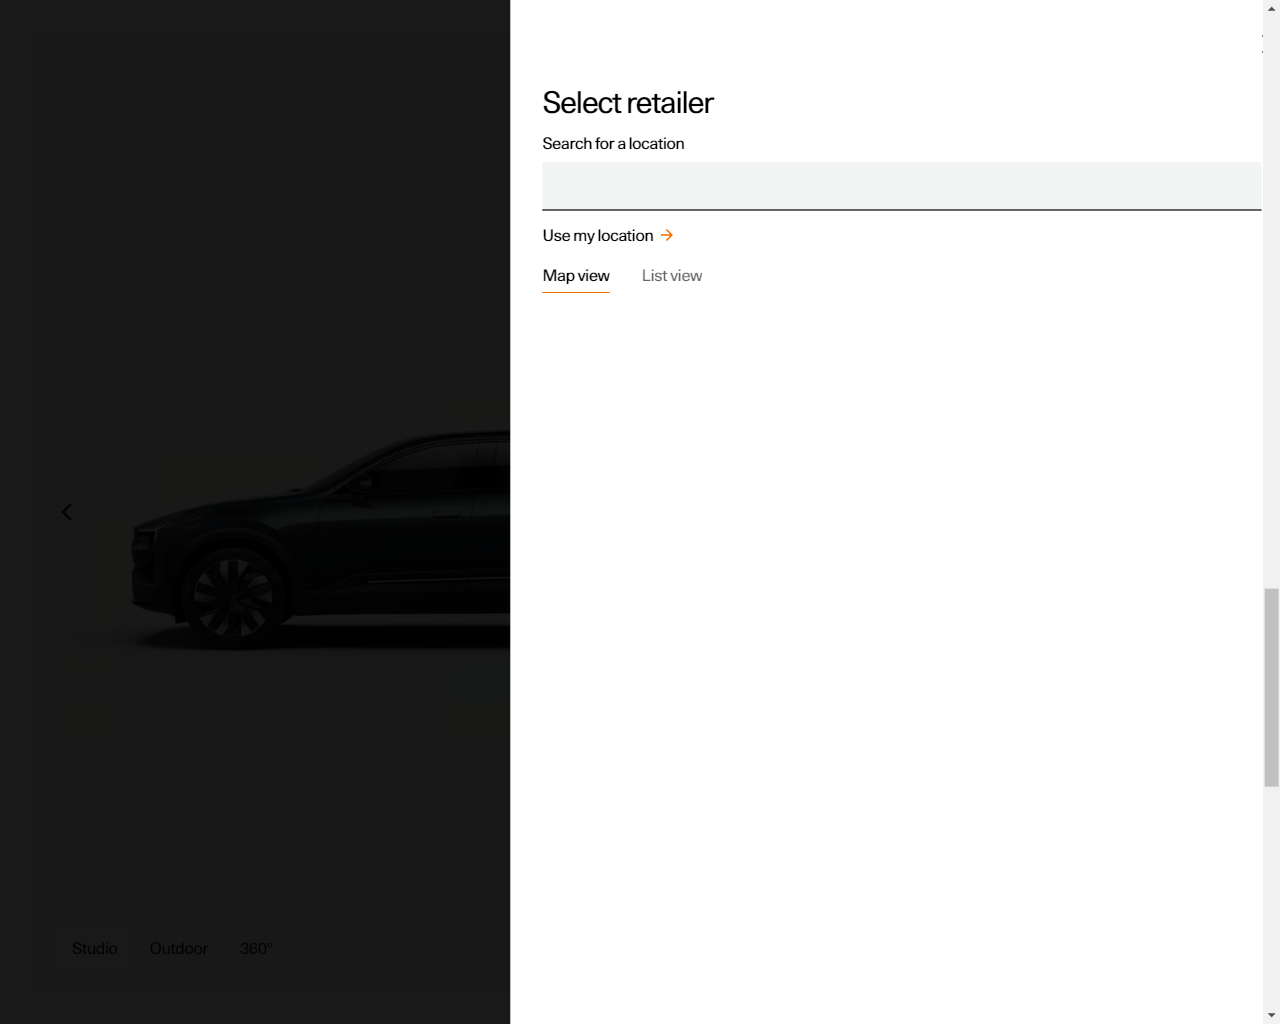 Select retailer
Search for a location
Use my location
Map view List view
Studio Outdoor 360°